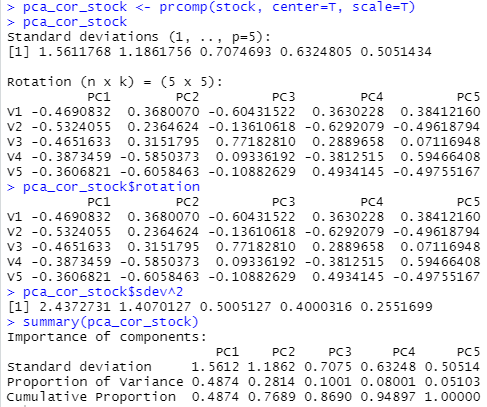 > pca_cor_stock <- prcomp(stock, center=T, scale=T)
> pca_cor_stock
Standard deviations (1, .., p=5):
[1] 1.5611768 1.1861756 0.7074693 0.6324805 0.5051434
Rotation (n x k) = (5 x 5):
PC1 PC2 PC3 PC4 PC5
V1 -0.4690832 0.3680070 -0.60431522 0.3630228 0.38412160
V2 -0.5324055 0.2364624 -0.13610618 -0.6292079 -0.49618794
V3 -0.4651633 0.3151795 0.77182810 0.2889658 0.07116948
V4 -0.3873459 -0.5850373 0.09336192 -0.3812515 0.59466408
V5 -0.3606821 -0.6058463 -0.10882629 0.4934145 -0.49755167
> pca_cor_stock$rotation
PC1 PC2 PC3 PC4 PC5
V1 -0.4690832 0.3680070 -0.60431522 0.3630228 0.38412160
V2 -0.5324055 0.2364624 -0.13610618 -0.6292079 -0.49618794
V3 -0.4651633 0.3151795 0.77182810 0.2889658 0.07116948
V4 -0.3873459 -0.5850373 0.09336192 -0.3812515 0.59466408
V5 -0.3606821 -0.6058463 -0.10882629 0.4934145 -0.49755167
> pca_cor_stock$sdev^2
[1] 2.4372731 1.4070127 0.5005127 0.4000316 0.2551699
> summary(pca_cor_stock)
Importance of components:
PC1 PC2 PC3 PC4 PC5
Standard deviation 1.5612 1.1862 0.7075 0.63248 0.50514
Proportion of Variance 0.4874 0.2814 0.1001 0.08001 0.05103
Cumulative Proportion 0.4874 0.7689 0.8690 0.94897 1.00000